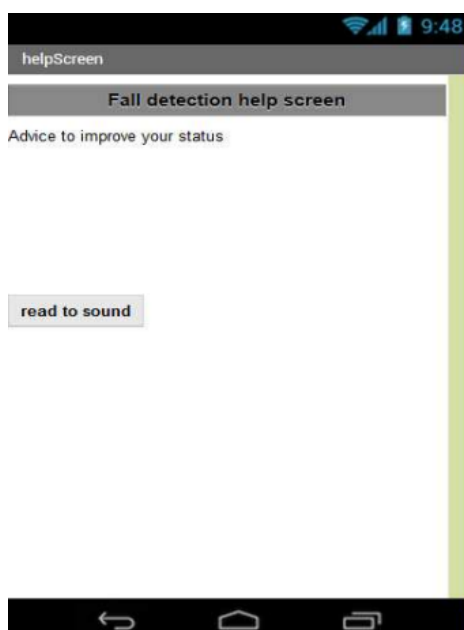 9:48
helpScreen
Fall detection help screen
Advice to improve your status
read to sound